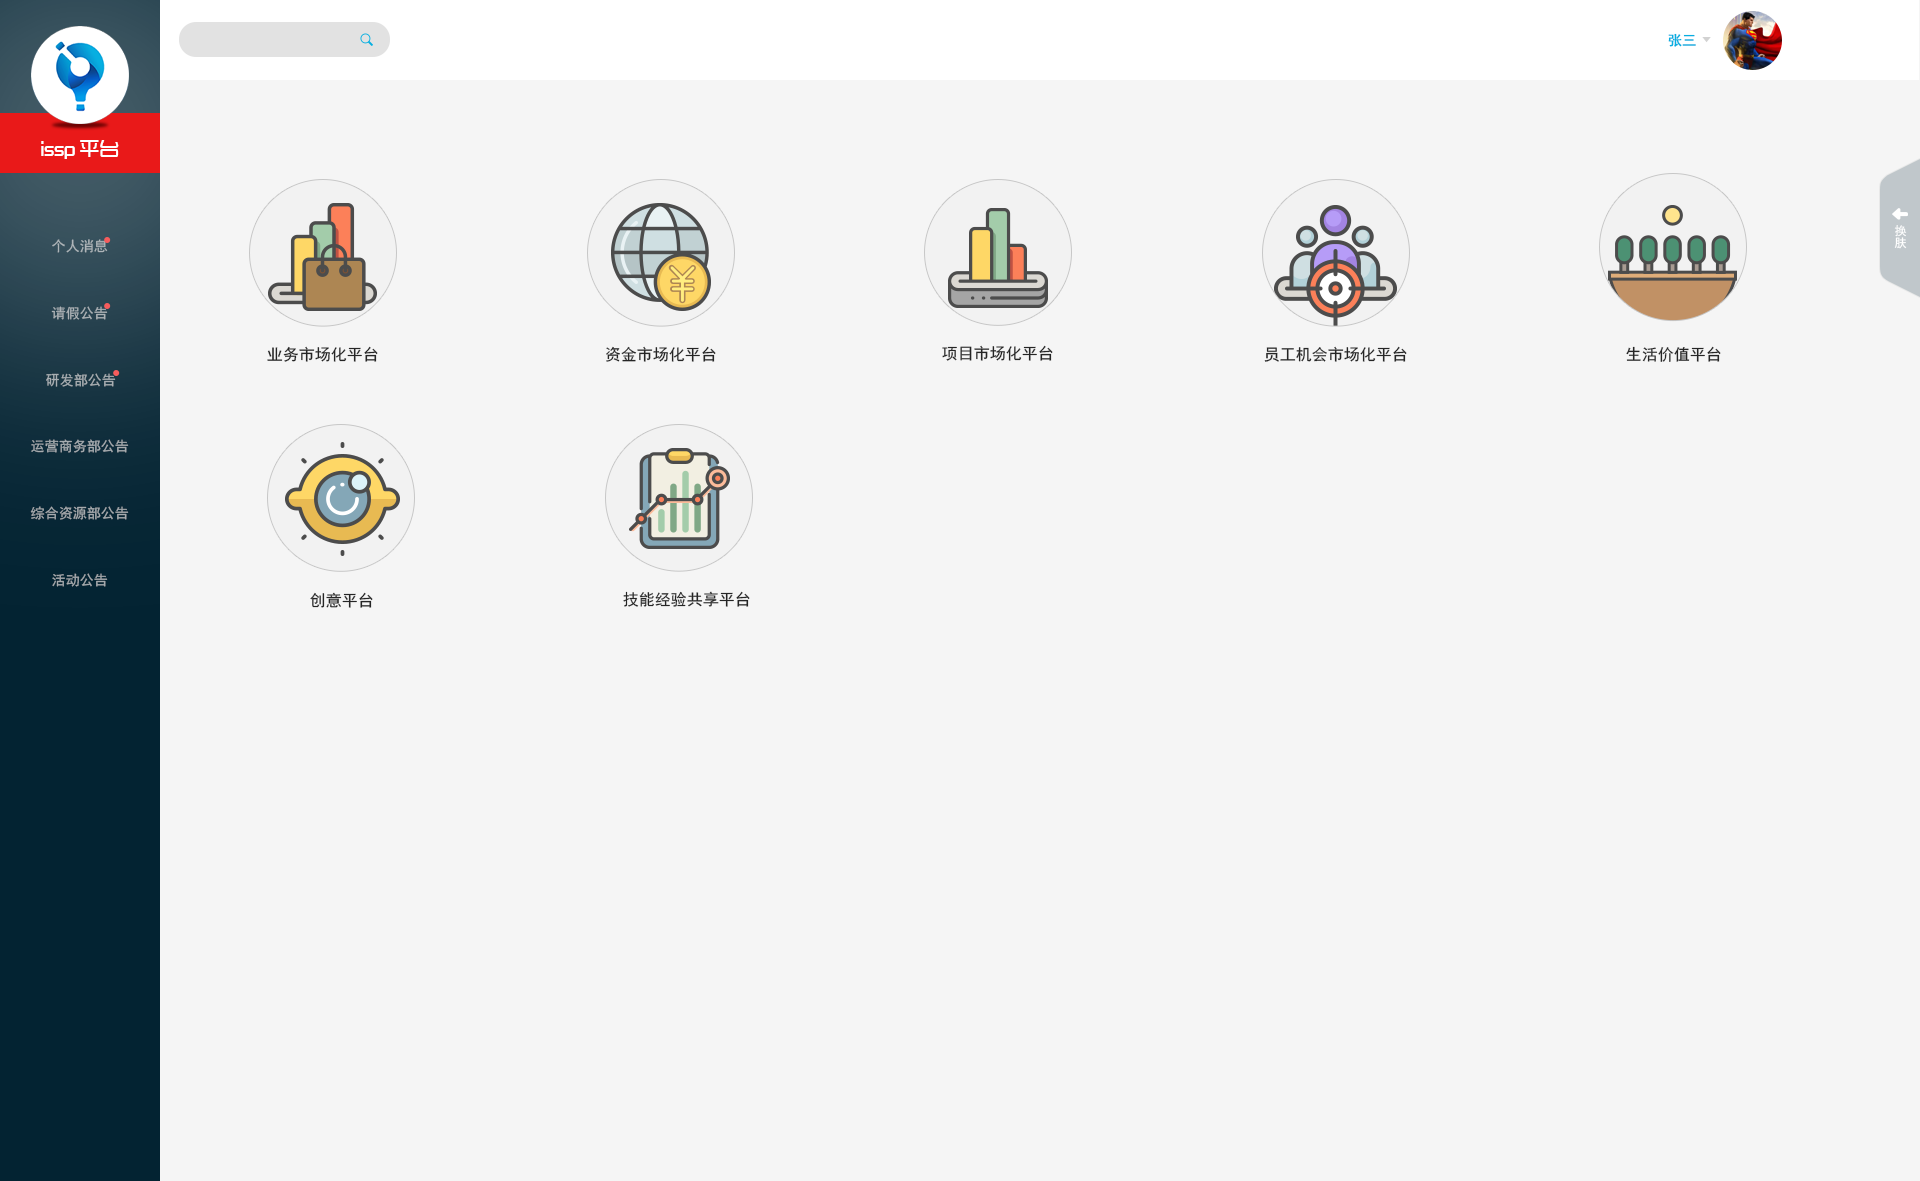 张三
issp 平台
个人消息
请假公告
研发部公告
运营商务部公告
综合资源部公告
活动公告
换肤
业务市场化平台
资金市场化平台
项目市场化平台
员工机会市场化平台
生活价值平台
创意平台
技能经验共享平台